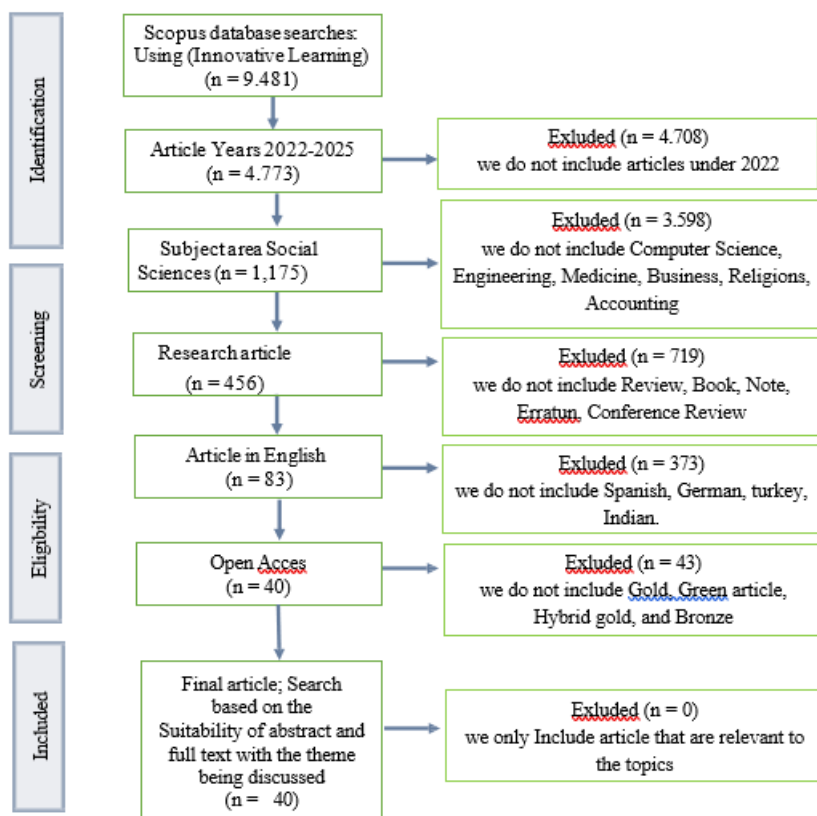 Identification
Scopus database searches:
Using (Innovative Learning)
(n = 9.481)
Article Years 2022-2025
(n = 4.773)
Exluded (n = 4.708)
we do not include articles under 2022
Subject area Social
Sciences (n = 1,175)
Exluded (n = 3.598)
we do not include Computer Science,
Engineering, Medicine, Business, Religions,
Accounting
Screening
Research article
(n = 456)
Exluded (n = 719)
we do not include Review, Book, Note,
Erratun, Conference Review
Eligibility
Article in English
(n = 83)
Exluded (n = 373)
we do not include Spanish, German, turkey,
Indian.
Open Acces
(n = 40)
Exluded (n = 43)
we do not include Gold, Green article,
Hybrid gold, and Bronze
Included
Final article; Search
based on the
Suitability of abstract and
full text with the theme
being discussed
(n = 40)
Exluded (n = 0)
we only Include article that are relevant to
the topics